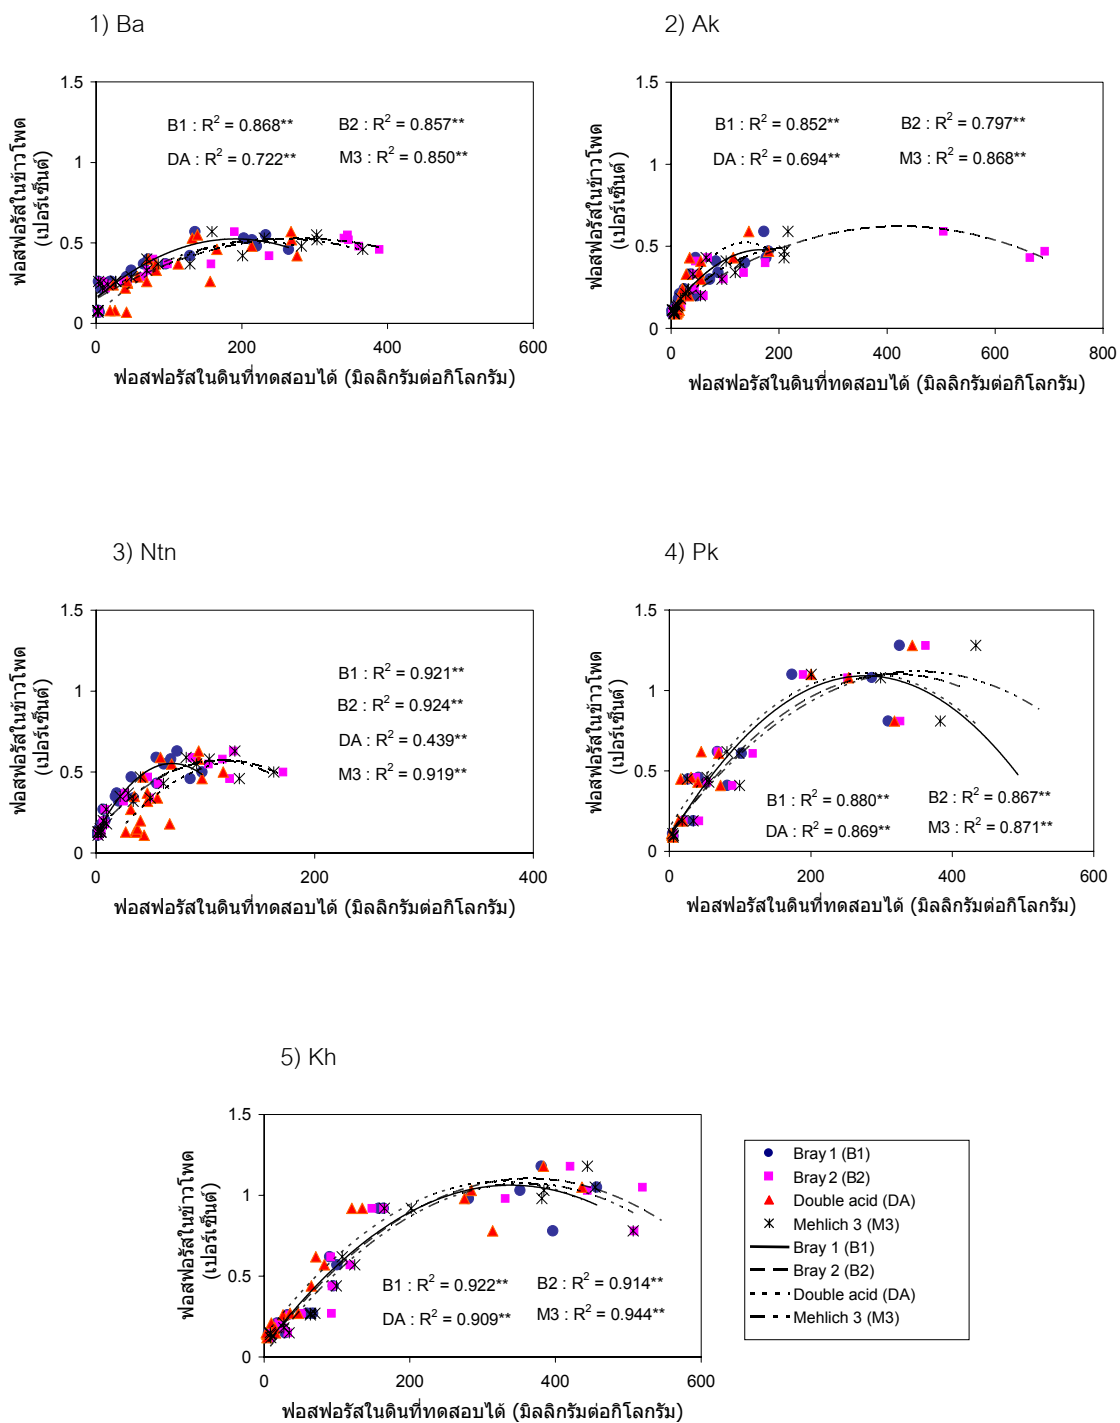 1) Ba
2) Ak
ฟอสฟอรัสในข้าวโพด
(เปอร์เซ็นต์)
1.5
1
0.5
0
B1 : R² = 0.868**
B2 : R² = 0.857**
DA : R² = 0.722**
M3 : R² = 0.850**
0
200
400
600
ฟอสฟอรัสในดินที่ทดสอบได้ (มิลลิกรัมต่อกิโลกรัม)
ฟอสฟอรัสในข้าวโพด
(เปอร์เซ็นต์)
1.5
1
0.5
0
B1 : R² = 0.852**
B2 : R² = 0.797**
DA : R² = 0.694**
M3 : R² = 0.868**
0
200
400
600
800
ฟอสฟอรัสในดินที่ทดสอบได้ (มิลลิกรัมต่อกิโลกรัม)
3) Ntn
4) Pk
ฟอสฟอรัสในข้าวโพด
(เปอร์เซ็นต์)
1.5
1
0.5
0
B1 : R² = 0.921**
B2 : R² = 0.924**
DA : R² = 0.439**
M3 : R² = 0.919**
0
200
400
ฟอสฟอรัสในดินที่ทดสอบได้ (มิลลิกรัมต่อกิโลกรัม)
ฟอสฟอรัสในข้าวโพด
(เปอร์เซ็นต์)
1.5
1
0.5
0
B1 : R² = 0.880**
B2 : R² = 0.867**
DA : R² = 0.869**
M3 : R² = 0.871**
0
200
400
600
ฟอสฟอรัสในดินที่ทดสอบได้ (มิลลิกรัมต่อกิโลกรัม)
5) Kh
ฟอสฟอรัสในข้าวโพด
(เปอร์เซ็นต์)
1.5
1
0.5
0
B1 : R² = 0.922**
B2 : R² = 0.914**
DA : R² = 0.909**
M3 : R² = 0.944**
0
200
400
600
ฟอสฟอรัสในดินที่ทดสอบได้ (มิลลิกรัมต่อกิโลกรัม)
Bray 1 (B1)
Bray 2 (B2)
Double acid (DA)
Mehlich 3 (M3)
Bray 1 (B1)
Bray 2 (B2)
Double acid (DA)
Mehlich 3 (M3)